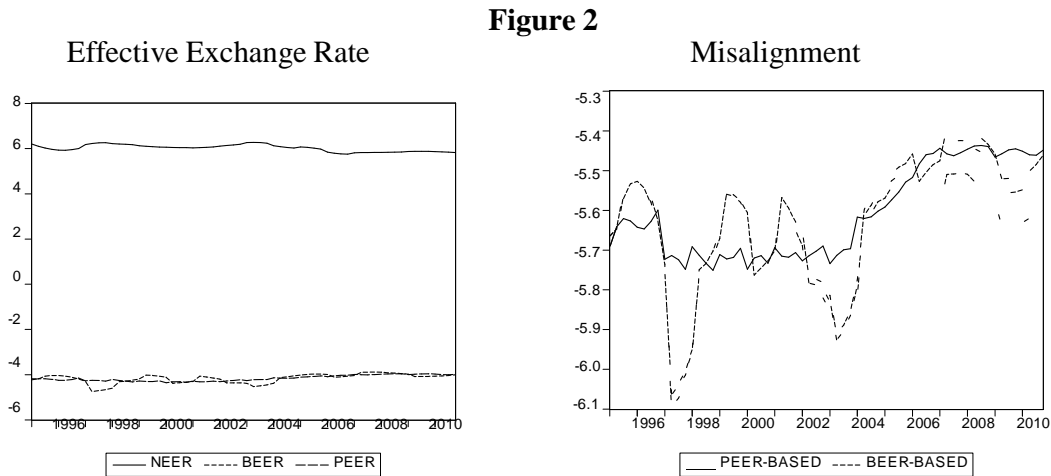 Figure 2
Effective Exchange Rate
8
6
4
2
0
-2
-4
-6
1996 1998 2000 2002 2004 2006 2008 2010
NEER BEER PEER
Misalignment
-5.3
-5.4
-5.5
-5.6
-5.7
-5.8
-5.9
-6.0
-6.1
1996 1998 2000 2002 2004 2006 2008 2010
PEER-BASED BEER-BASED